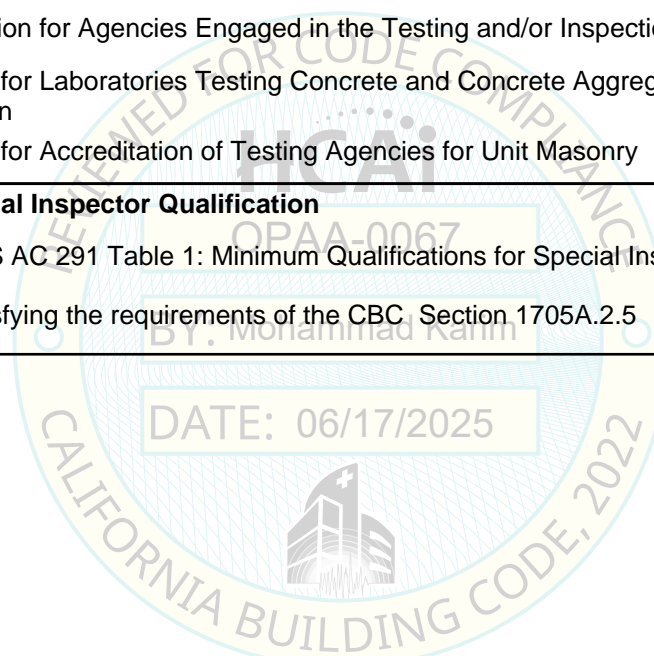 ion for Agencies Engaged in the Testing and/or Inspectio
for Laboratories Testing Concrete and Concrete Aggreg
n
for Accreditation of Testing Agencies for Unit Masonry
al Inspector Qualification
S AC 291 Table 1: Minimum Qualifications for Special Ins
sfying the requirements of the CBC Section 1705A.2.5
REVIEWED FOR CODE COMPLIANCE
HCAi
OPAA-0067
BY: Mohammad Karim
DATE: 06/17/2025
CALIFORNIA BUILDING CODE, 2022